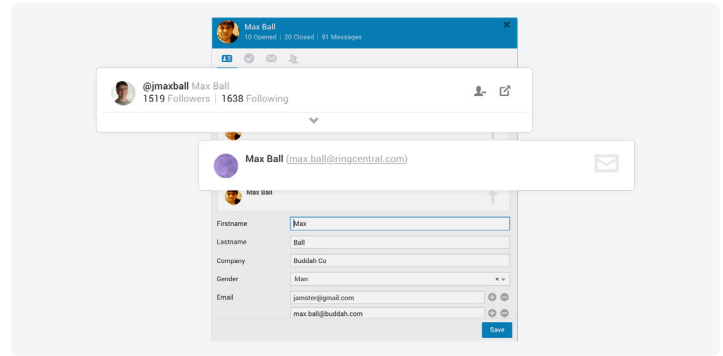 Max Ball
10 Opened | 20 Closed | 91 Messages
@jmaxball Max Ball
1519 Followers | 1638 Following
Max Ball (max.ball@ringcentral.com)
Max Ball
Firstname Max
Lastname Ball
Company Buddah Co
Gender Man
Email jamster@gmail.com
max.ball@buddah.com
Save